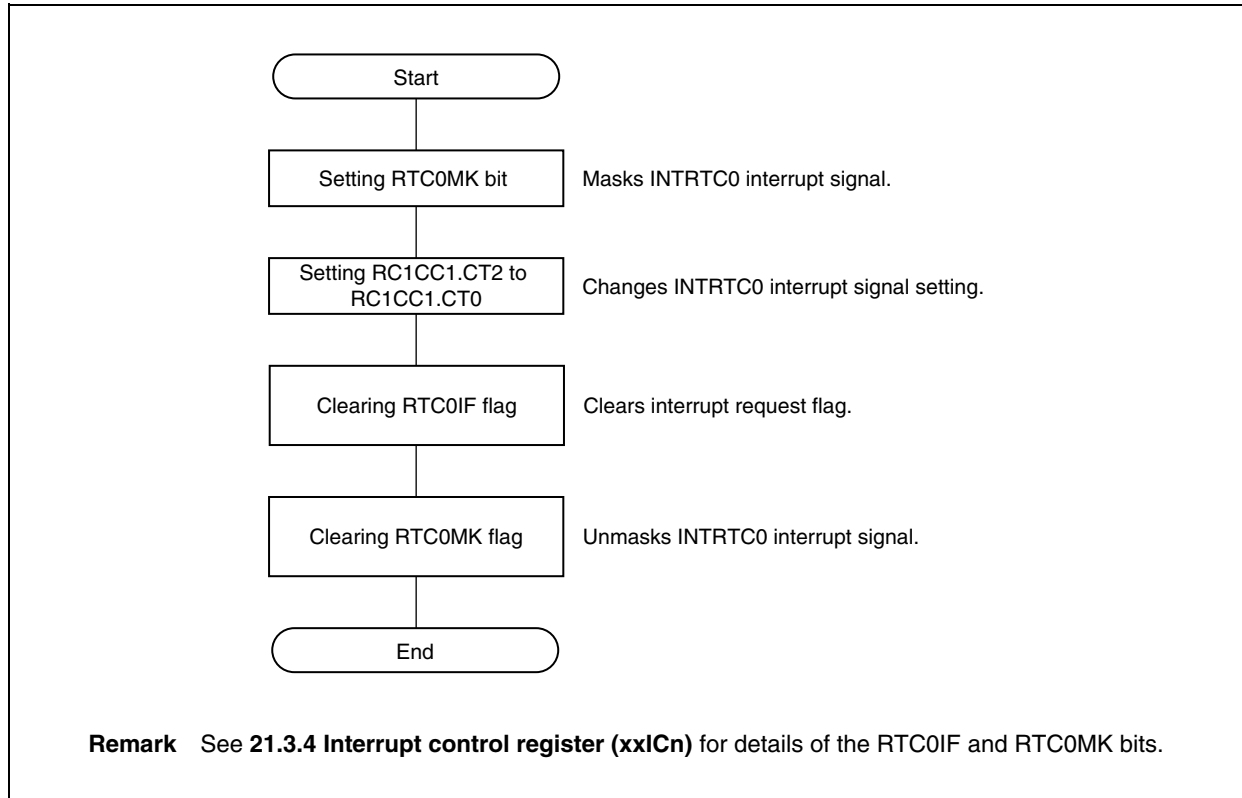 Start
Setting RTC0MK bit
Masks INTRTC0 interrupt signal.
Setting RC1CC1.CT2 to
RC1CC1.CT0
Changes INTRTC0 interrupt signal setting.
Clearing RTC0IF flag
Clears interrupt request flag.
Clearing RTC0MK flag
Unmasks INTRTC0 interrupt signal.
End
Remark See 21.3.4 Interrupt control register (xxICn) for details of the RTC0IF and RTC0MK bits.